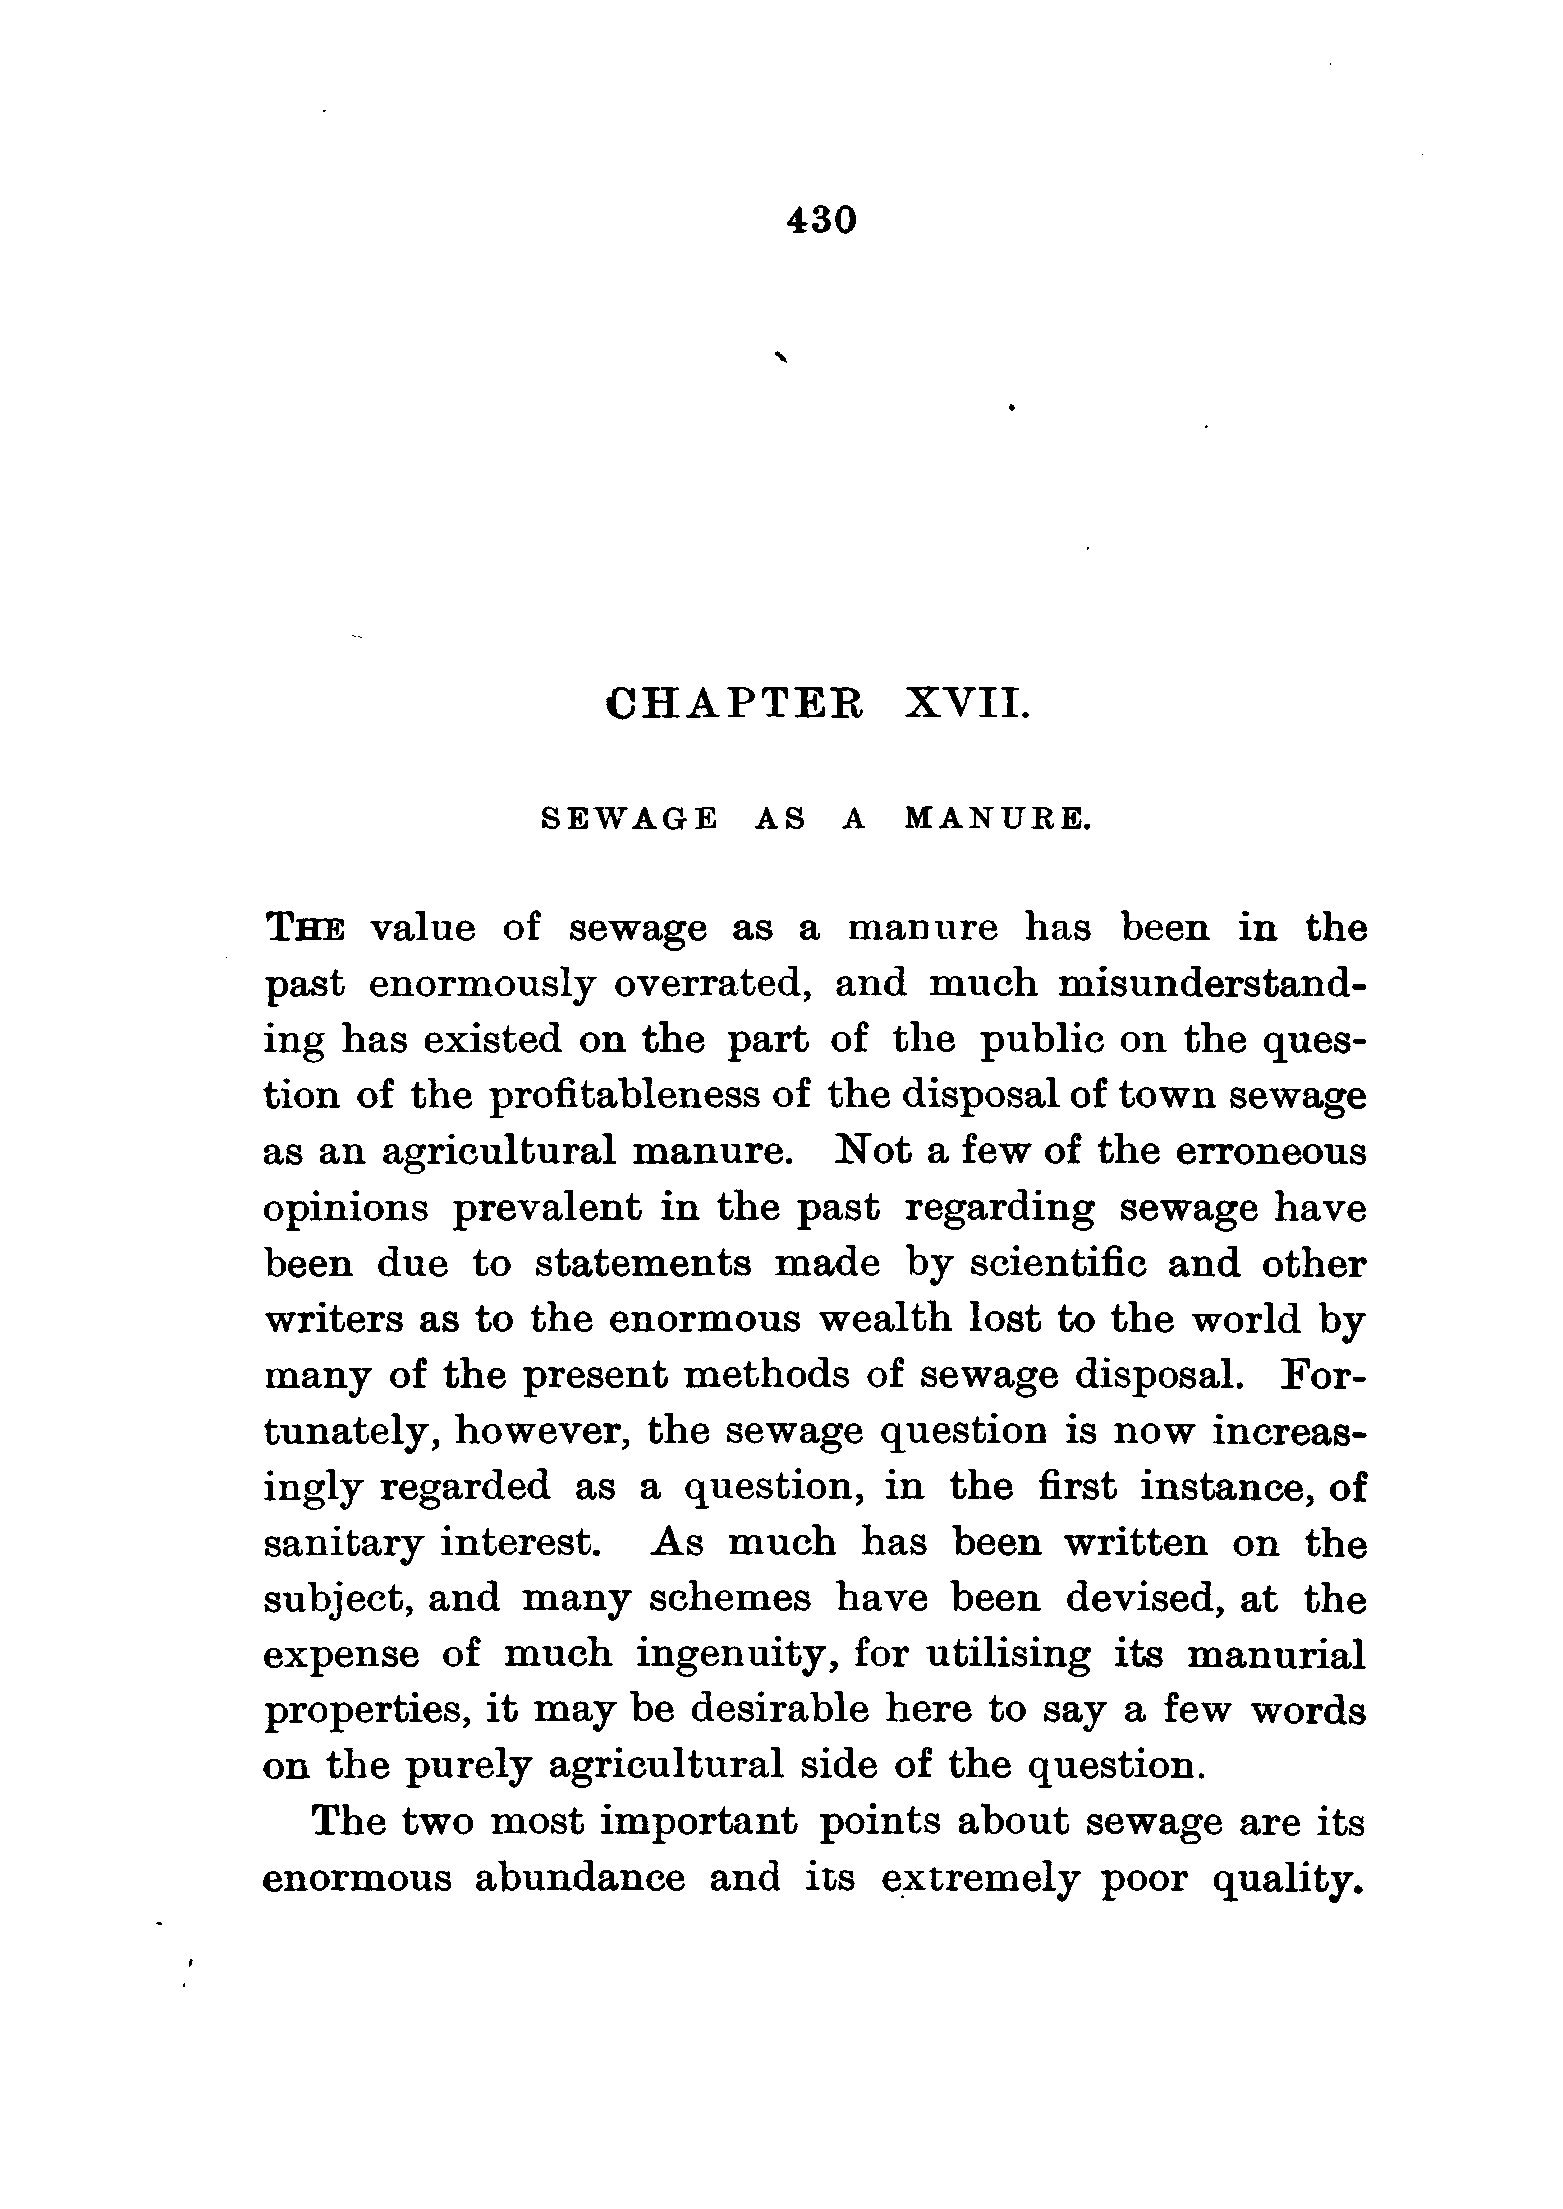 430
CHAPTER XVII.
SEWAGE AS A MANURE.
THE value of sewage as a manure has been in the
past enormously overrated, and much misunderstand-
ing has existed on the part of the public on the ques-
tion of the profitableness of the disposal of town sewage
as an agricultural manure. Not a few of the erroneous
opinions prevalent in the past regarding sewage have
been due to statements made by scientific and other
writers as to the enormous wealth lost to the world by
many of the present methods of sewage disposal. For-
tunately, however, the sewage question is now increas-
ingly regarded as a question, in the first instance, of
sanitary interest. As much has been written on the
subject, and many schemes have been devised, at the
expense of much ingenuity, for utilising its manurial
properties, it may be desirable here to say a few words
on the purely agricultural side of the question.
The two most important points about sewage are its
enormous abundance and its extremely poor quality.